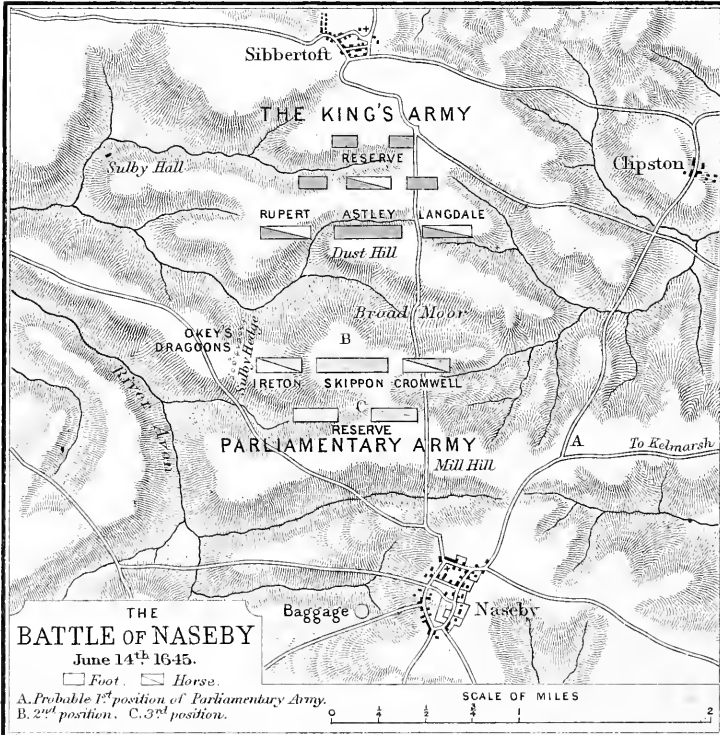 Sibbertoft
THE KING'S ARMY
RESERVE
Clipston
Sulby Hall
RUPERT
ASTLEY
LANGDALE
Dust Hill
Broad Moor
OKEY'S
DRAGOONS
Sulby Hedge
B
IRETON
SKIPPON
CROMWELL
River Avon
C
RESERVE
PARLIAMENTARY ARMY
A
To Kelmarsh
Mill Hill
Baggage
Naseby
THE
BATTLE OF NASEBY
June 14th 1645.
Foot. Horse.
A. Probable 1st position of Parliamentary Army.
B. 2nd position. C. 3rd position.
SCALE OF MILES
0 1/4 1/2 3/4 1 2